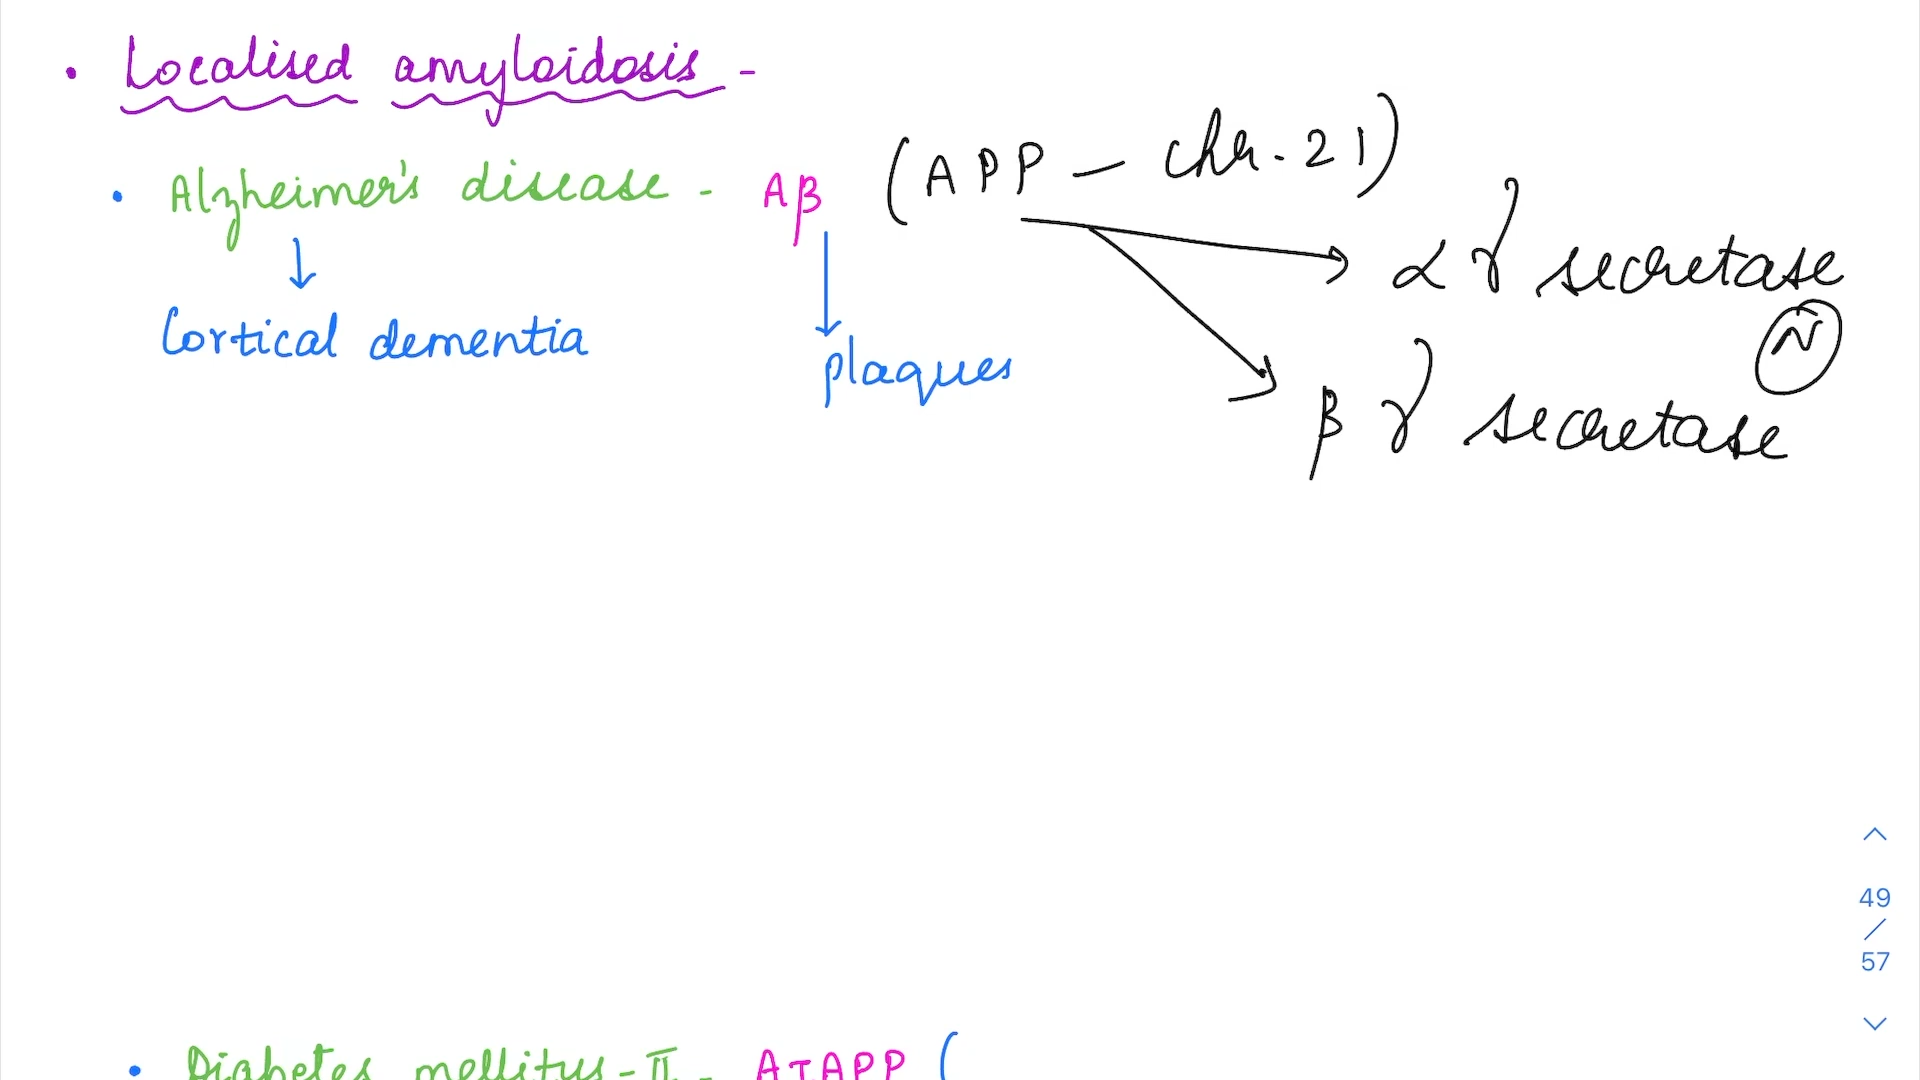 • Localised amyloidosis -
• Alzheimer's disease - Aβ (APP – chr. 21)
↓
Cortical dementia
plaques
α γ secretase
N
β γ secretase
49
/
57
• Diabetes mellitus - II - AIAPP (